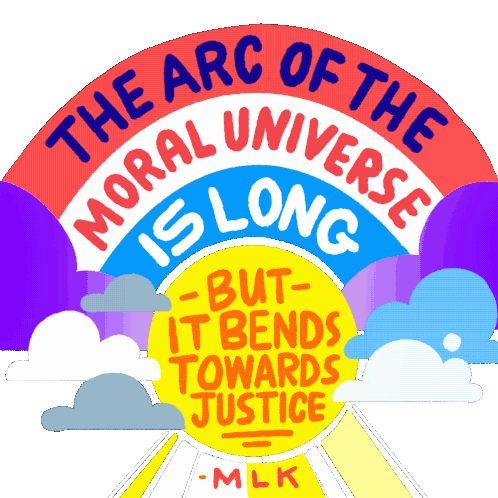 THE ARC OF THE
MORAL UNIVERSE
IS LONG
-BUT-
IT BENDS
TOWARDS
JUSTICE
-MLK